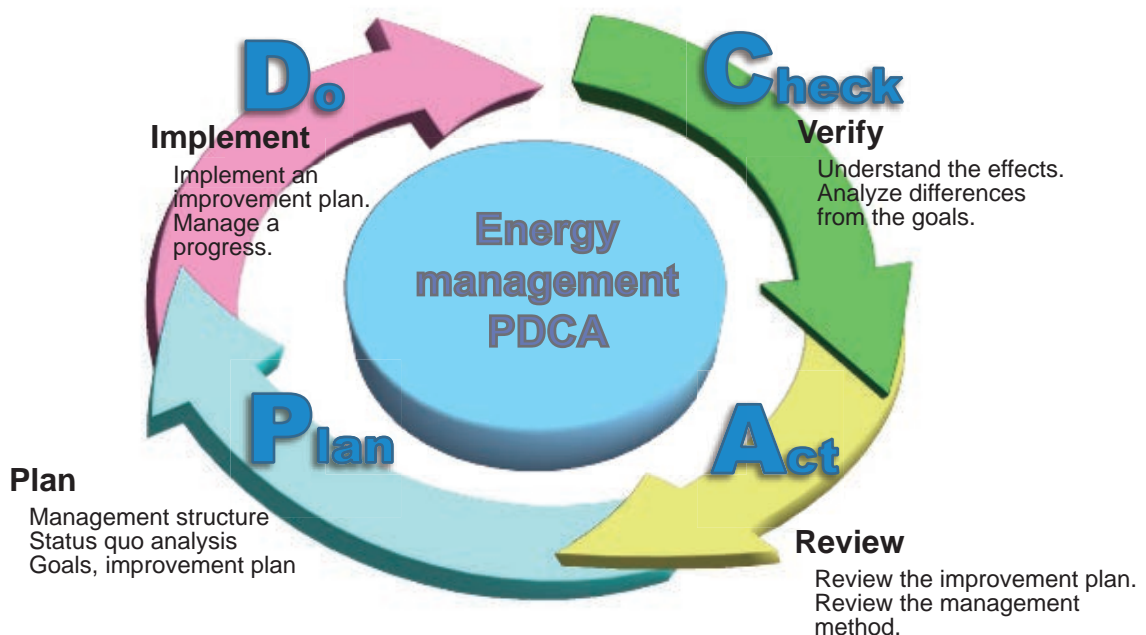 Do
Implement
Implement an
improvement plan.
Manage a
progress.
Check
Verify
Understand the effects.
Analyze differences
from the goals.
Energy
management
PDCA
Plan
Plan
Management structure
Status quo analysis
Goals, improvement plan
Act
Review
Review the improvement plan.
Review the management
method.